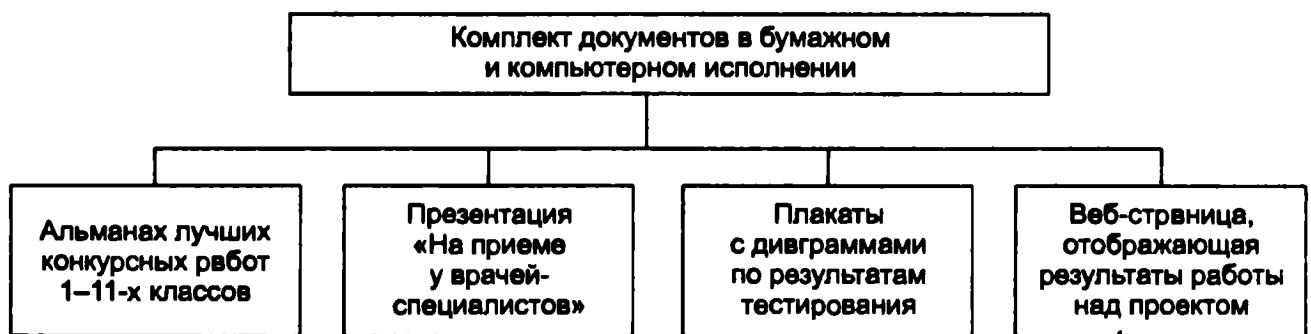 Комплект документов в бумажном
и компьютерном исполнении
Альманах лучших
конкурсных рвбот
1–11-х классов
Презентация
«На приеме
у врачей-
специалистов»
Плакаты
с дивграммами
по результатам
тестирования
Веб-стрвница,
отображающая
результаты работы
над проектом